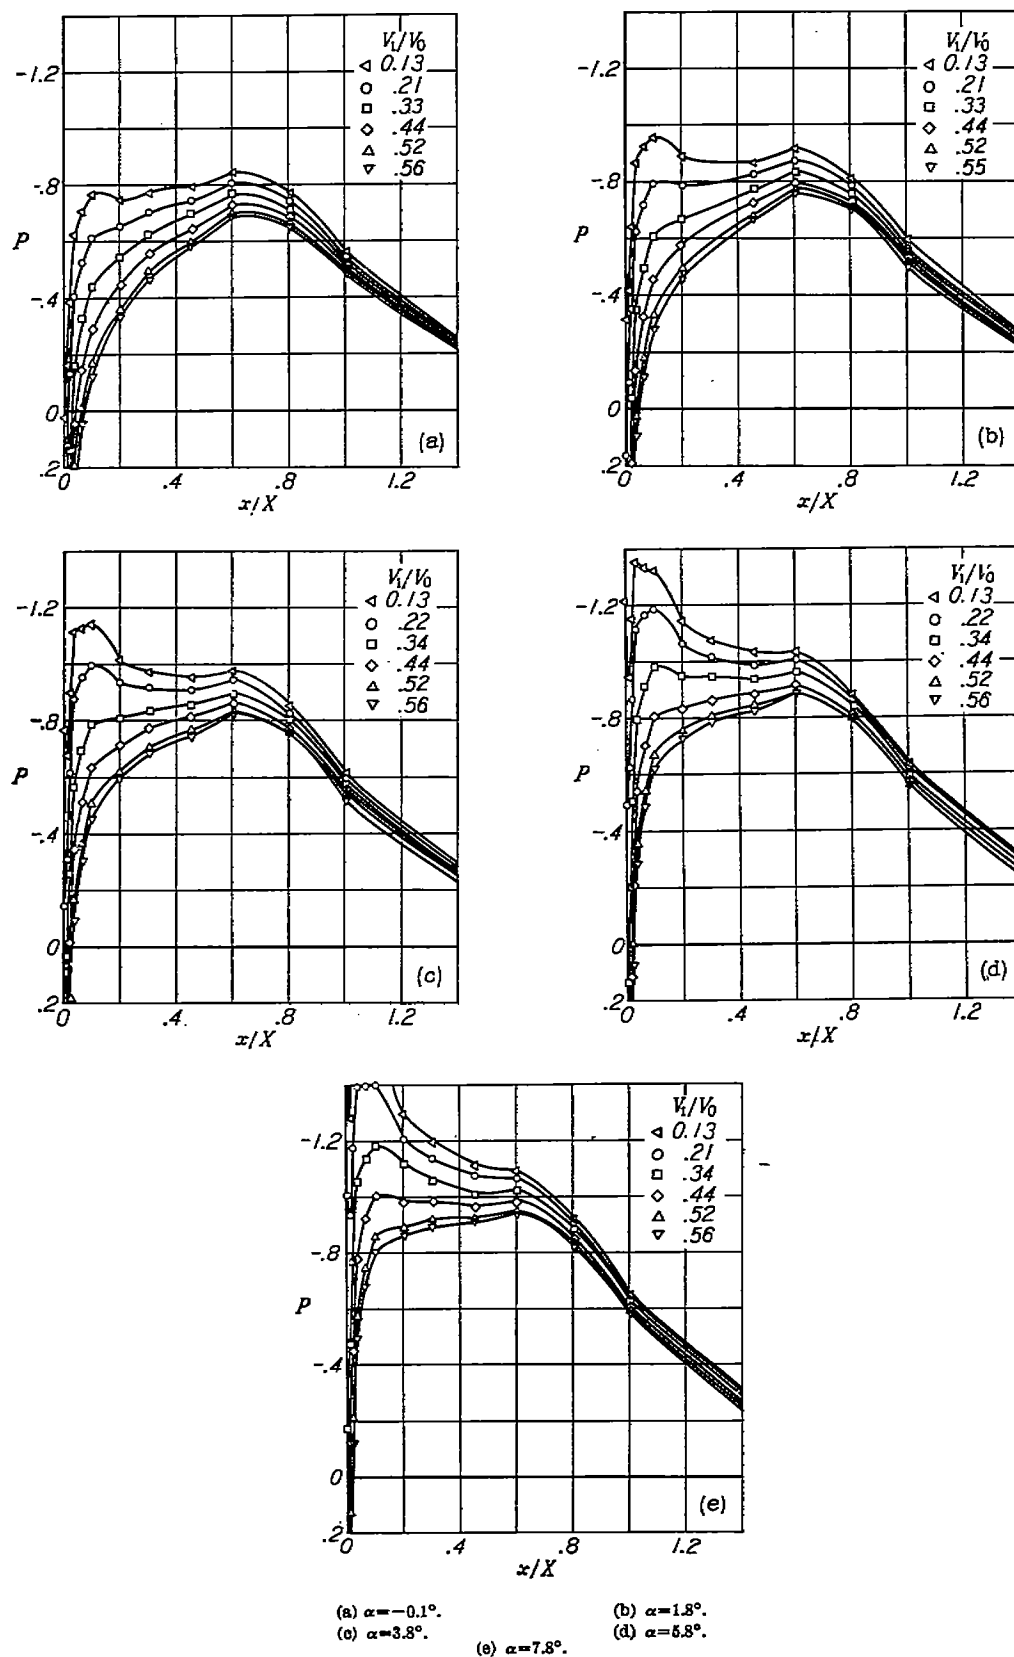 V₁/V₀
◁ 0.13
○ .21
□ .33
◇ .44
△ .52
▽ .56
-1.2
-.8
P
-.4
0
.2
(a)
0 .4 .8 1.2
x/X
V₁/V₀
◁ 0.13
○ .21
□ .33
◇ .44
△ .52
▽ .55
-1.2
-.8
P
-.4
0
.2
(b)
0 .4 .8 1.2
x/X
V₁/V₀
◁ 0.13
○ .22
□ .34
◇ .44
△ .52
▽ .56
-1.2
-.8
P
-.4
0
.2
(c)
0 .4 .8 1.2
x/X
V₁/V₀
◁ 0.13
○ .22
□ .34
◇ .44
△ .52
▽ .56
-1.2
-.8
P
-.4
0
.2
(d)
0 .4 .8 1.2
x/X
V₁/V₀
◁ 0.13
○ .21
□ .34
◇ .44
△ .52
▽ .56
-1.2
-.8
P
-.4
0
.2
(e)
0 .4 .8 1.2
x/X
(a) α=−0.1°. (b) α=1.8°.
(c) α=3.8°. (d) α=5.8°.
(e) α=7.8°.